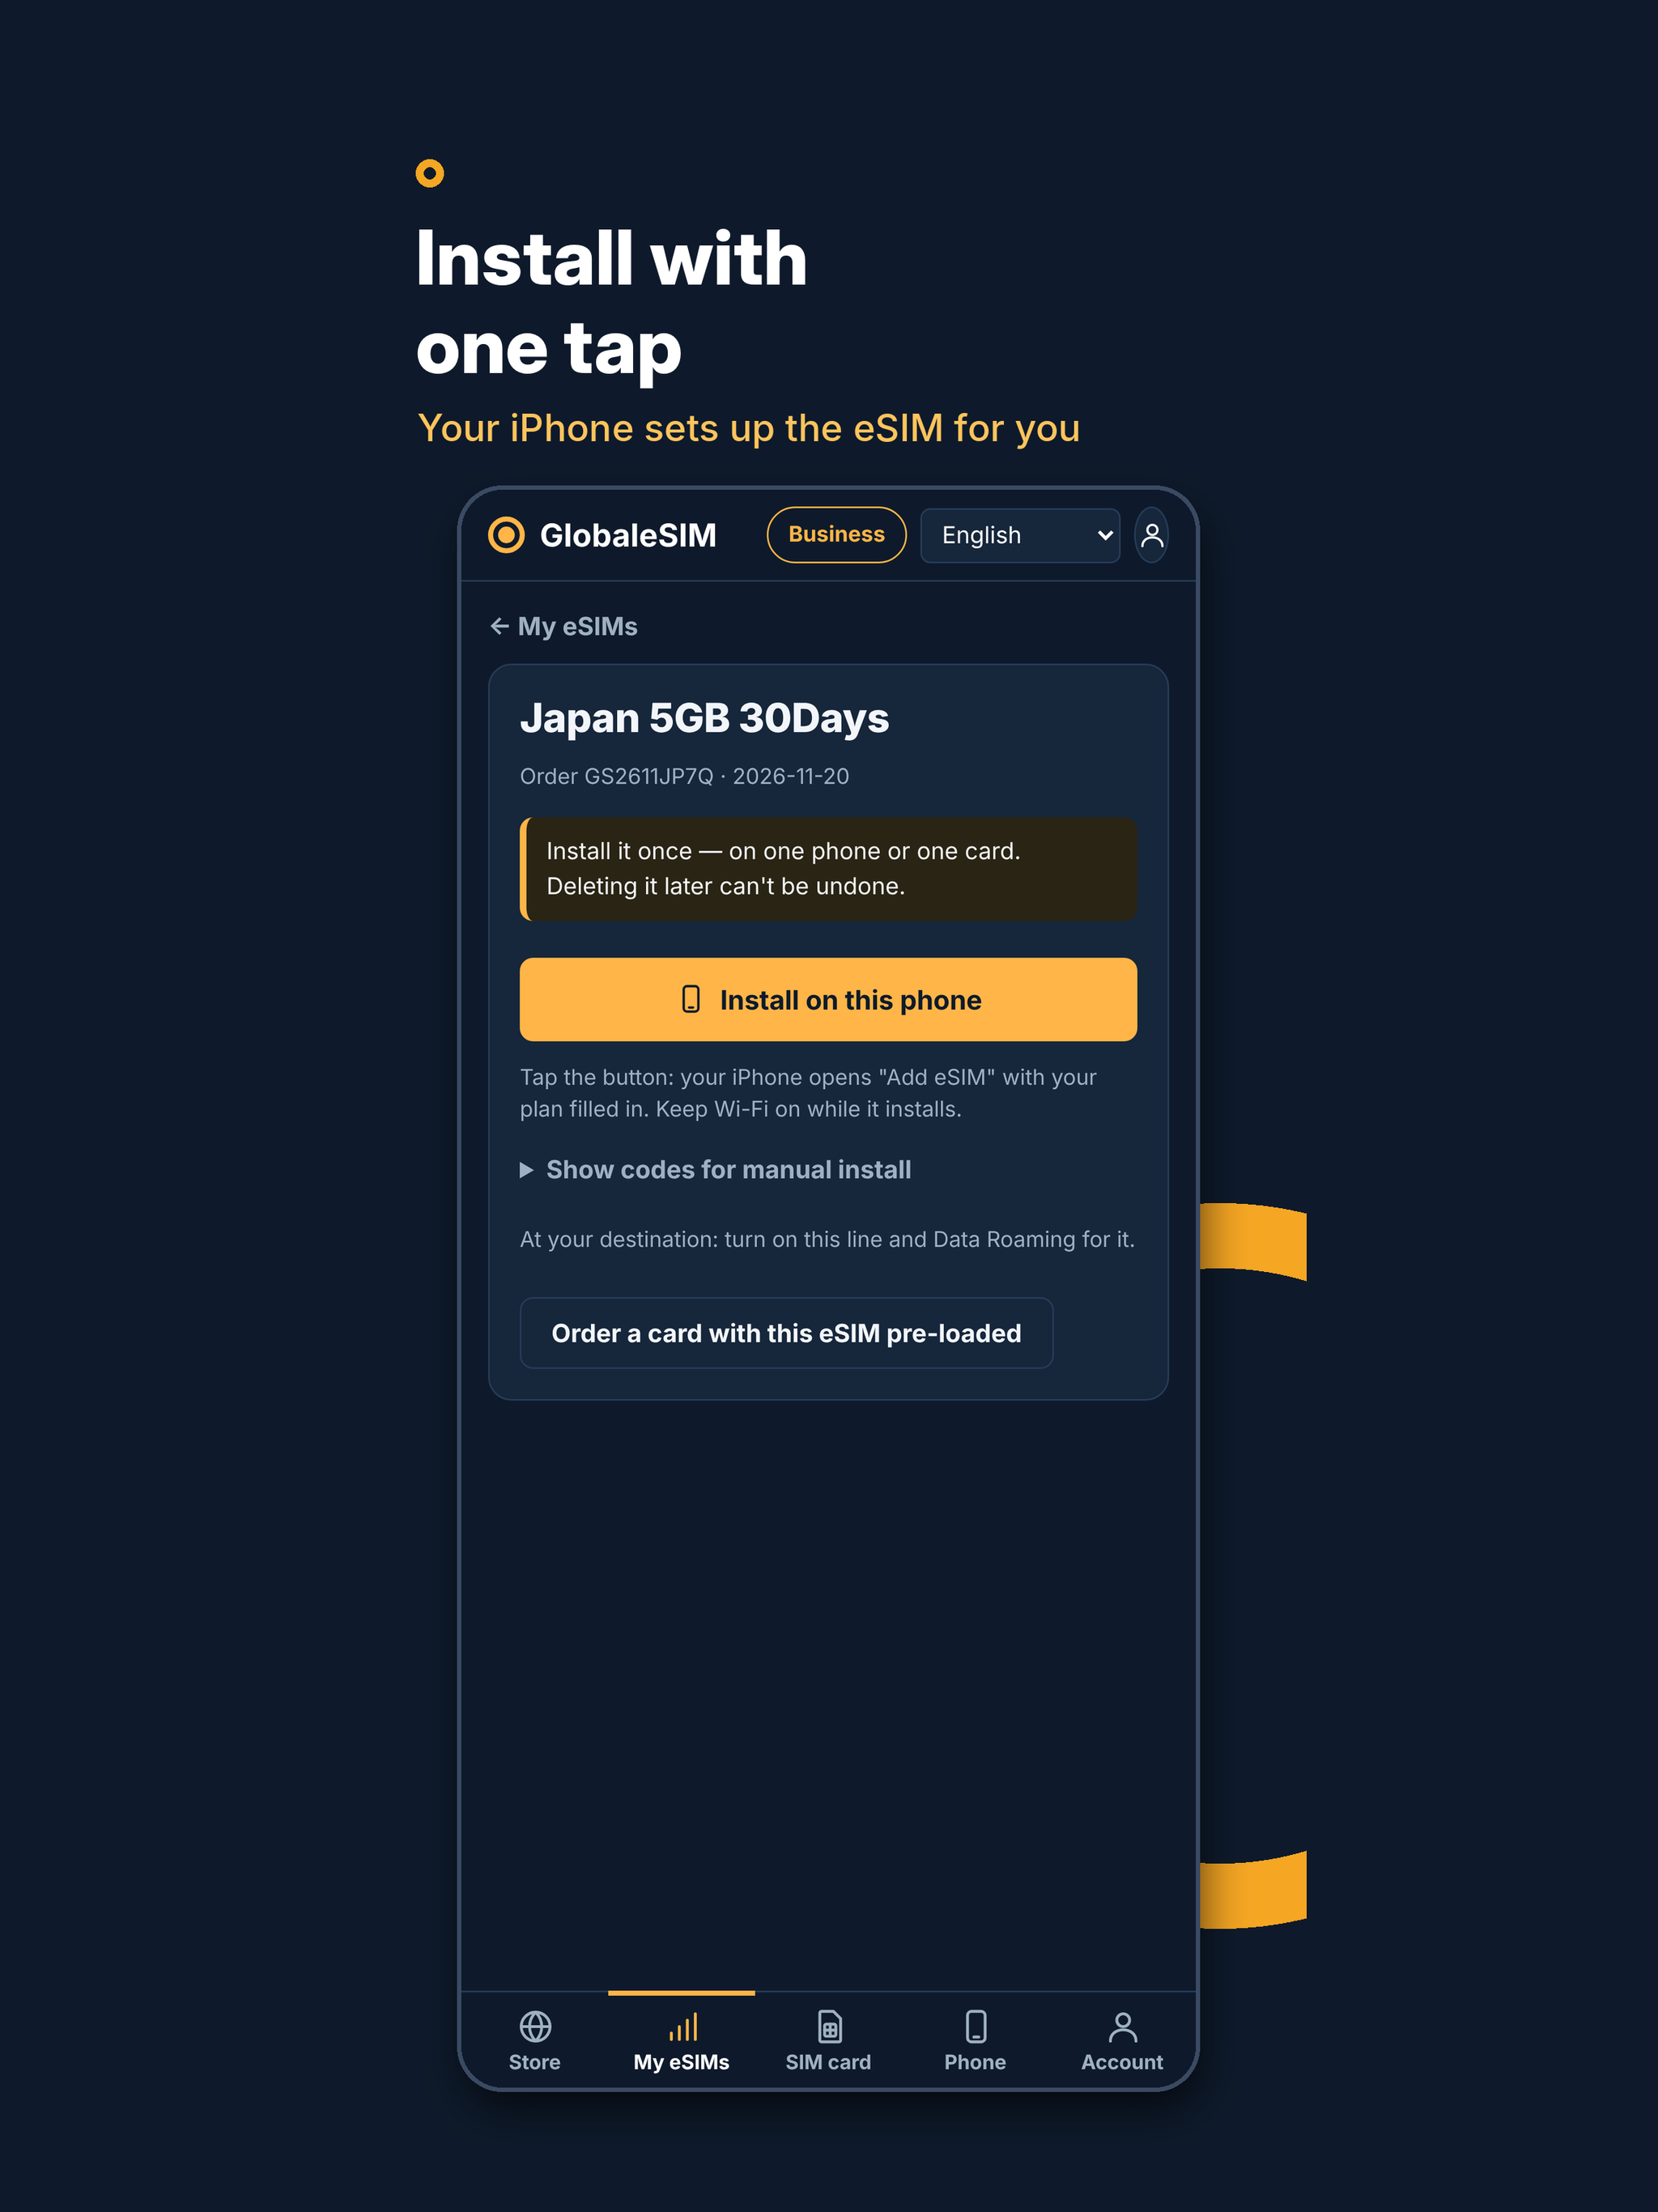 Install with
one tap
Your iPhone sets up the eSIM for you
GlobaleSIM
Business
English
← My eSIMs
Japan 5GB 30Days
Order GS2611JP7Q · 2026-11-20
Install it once — on one phone or one card.
Deleting it later can't be undone.
Install on this phone
Tap the button: your iPhone opens "Add eSIM" with your
plan filled in. Keep Wi-Fi on while it installs.
Show codes for manual install
At your destination: turn on this line and Data Roaming for it.
Order a card with this eSIM pre-loaded
Store
My eSIMs
SIM card
Phone
Account